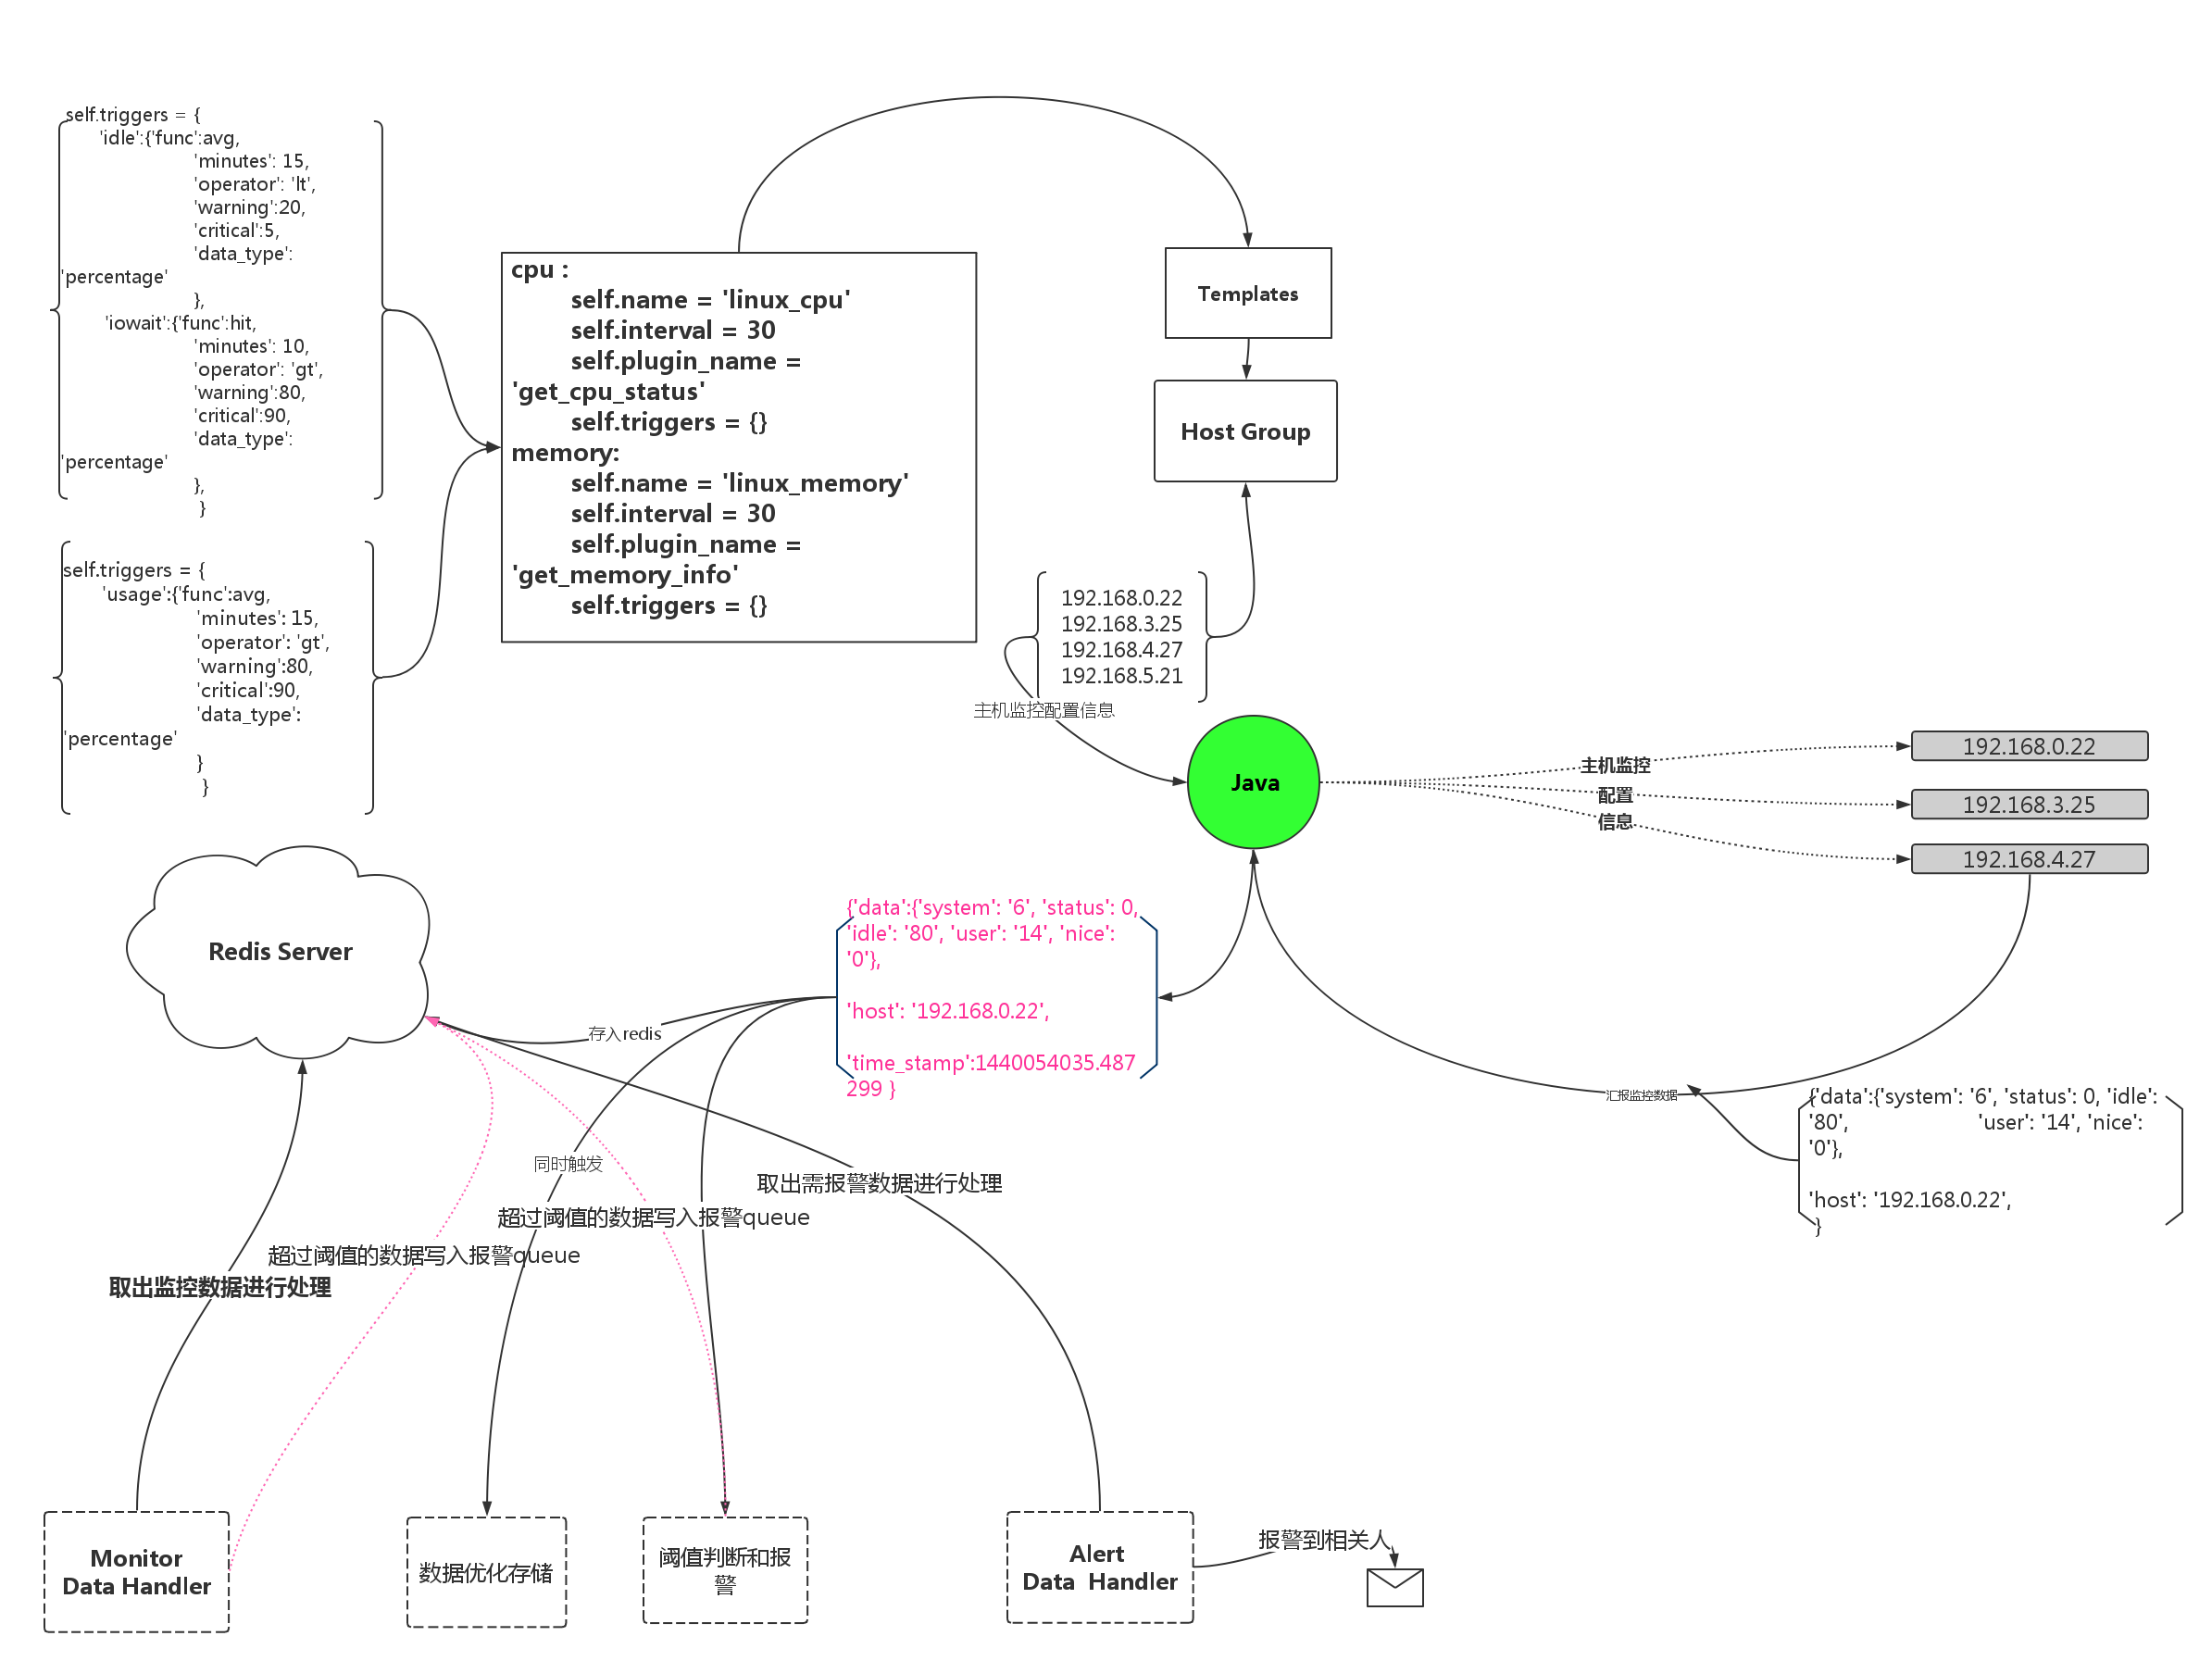 self.triggers = {
'idle':{'func':avg,
'minutes': 15,
'operator': 'lt',
'warning':20,
'critical':5,
'data_type':
'percentage'
},
'iowait':{'func':hit,
'minutes': 10,
'operator': 'gt',
'warning':80,
'critical':90,
'data_type':
'percentage'
},
}
self.triggers = {
'usage':{'func':avg,
'minutes': 15,
'operator': 'gt',
'warning':80,
'critical':90,
'data_type':
'percentage'
}
}
cpu :
self.name = 'linux_cpu'
self.interval = 30
self.plugin_name =
'get_cpu_status'
self.triggers = {}
memory:
self.name = 'linux_memory'
self.interval = 30
self.plugin_name =
'get_memory_info'
self.triggers = {}
Templates
Host Group
192.168.0.22
192.168.3.25
192.168.4.27
192.168.5.21
主机监控配置信息
Java
主机监控
配置
信息
192.168.0.22
192.168.3.25
192.168.4.27
Redis Server
{'data':{'system': '6', 'status': 0,
'idle': '80', 'user': '14', 'nice':
'0'},
'host': '192.168.0.22',
'time_stamp':1440054035.487
299 }
存入redis
汇报监控数据
{'data':{'system': '6', 'status': 0, 'idle':
'80', 'user': '14', 'nice':
'0'},
'host': '192.168.0.22',
}
同时触发
取出需报警数据进行处理
超过阈值的数据写入报警queue
超过阈值的数据写入报警queue
取出监控数据进行处理
Monitor
Data Handler
数据优化存储
阈值判断和报
警
Alert
Data Handler
报警到相关人